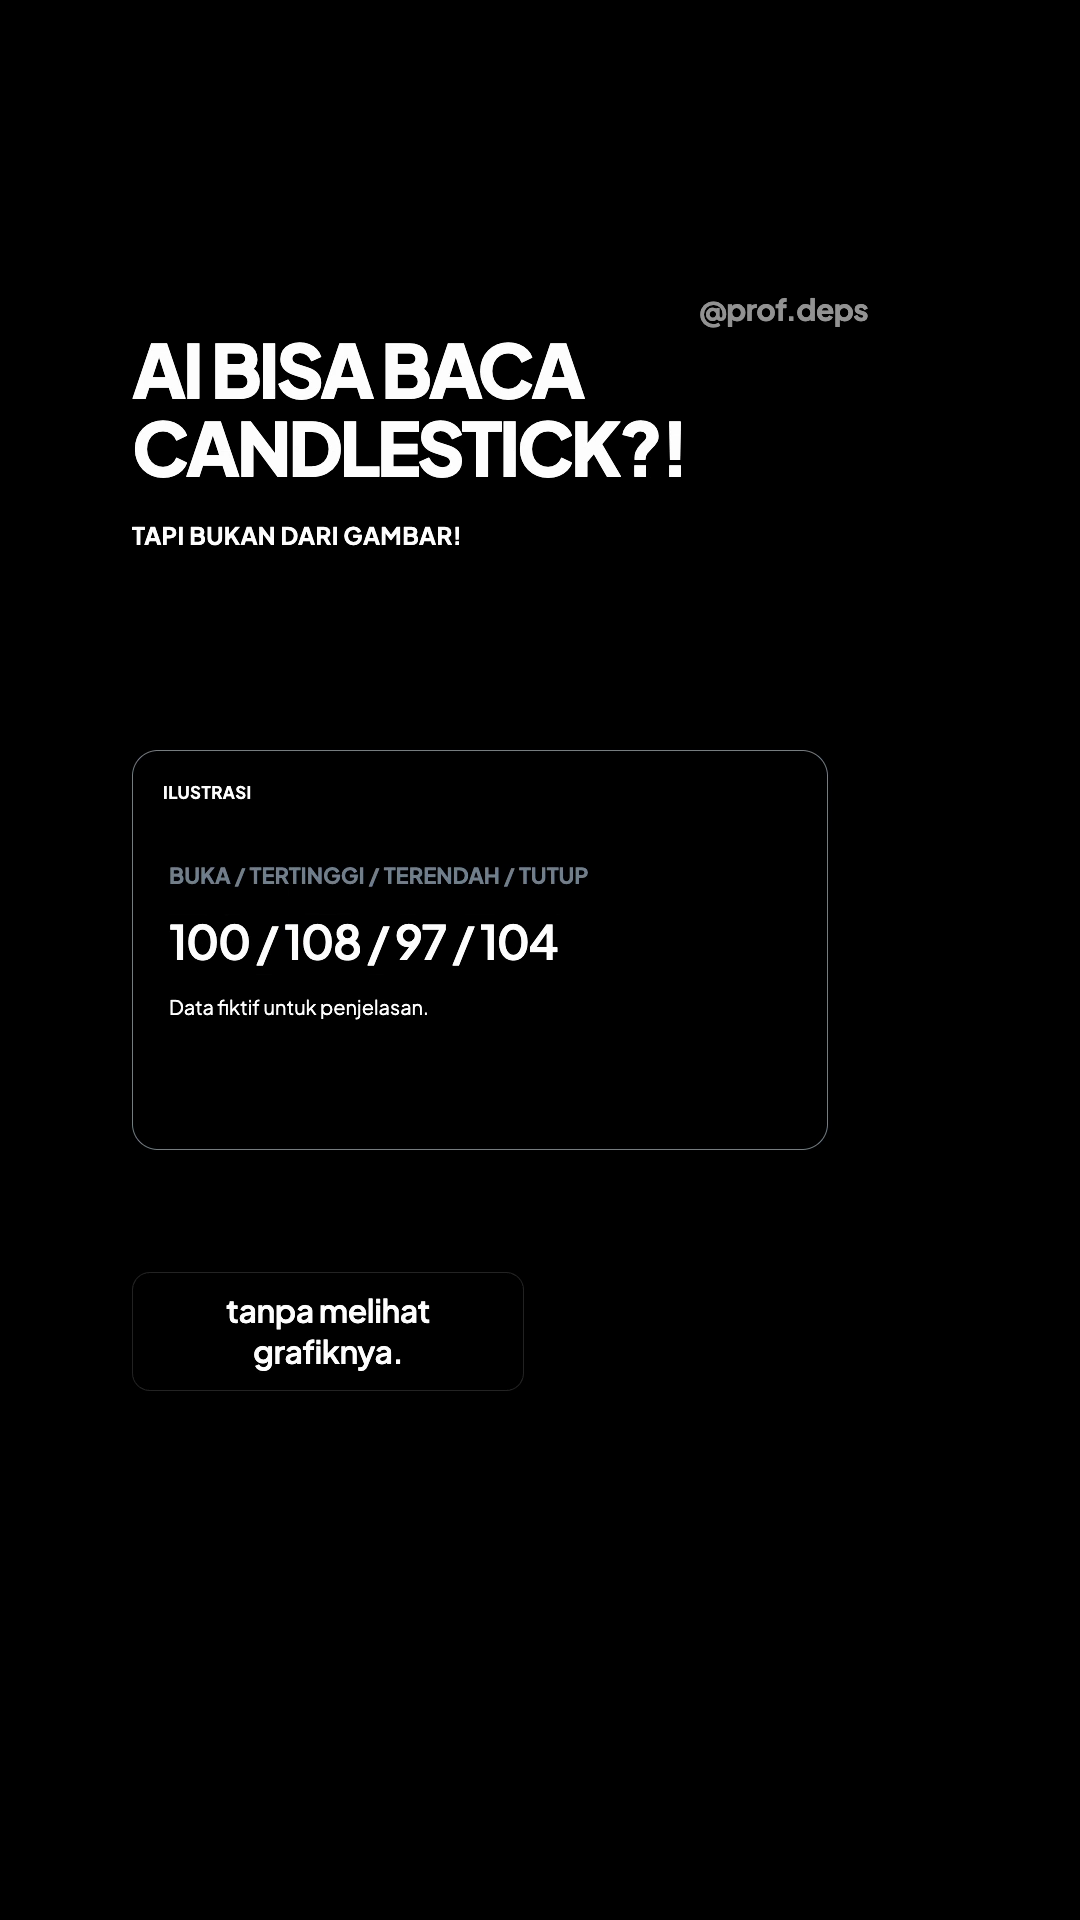 @prof.deps
AI BISA BACA
CANDLESTICK?!
TAPI BUKAN DARI GAMBAR!
ILUSTRASI
BUKA / TERTINGGI / TERENDAH / TUTUP
100 / 108 / 97 / 104
Data fiktif untuk penjelasan.
tanpa melihat
grafiknya.